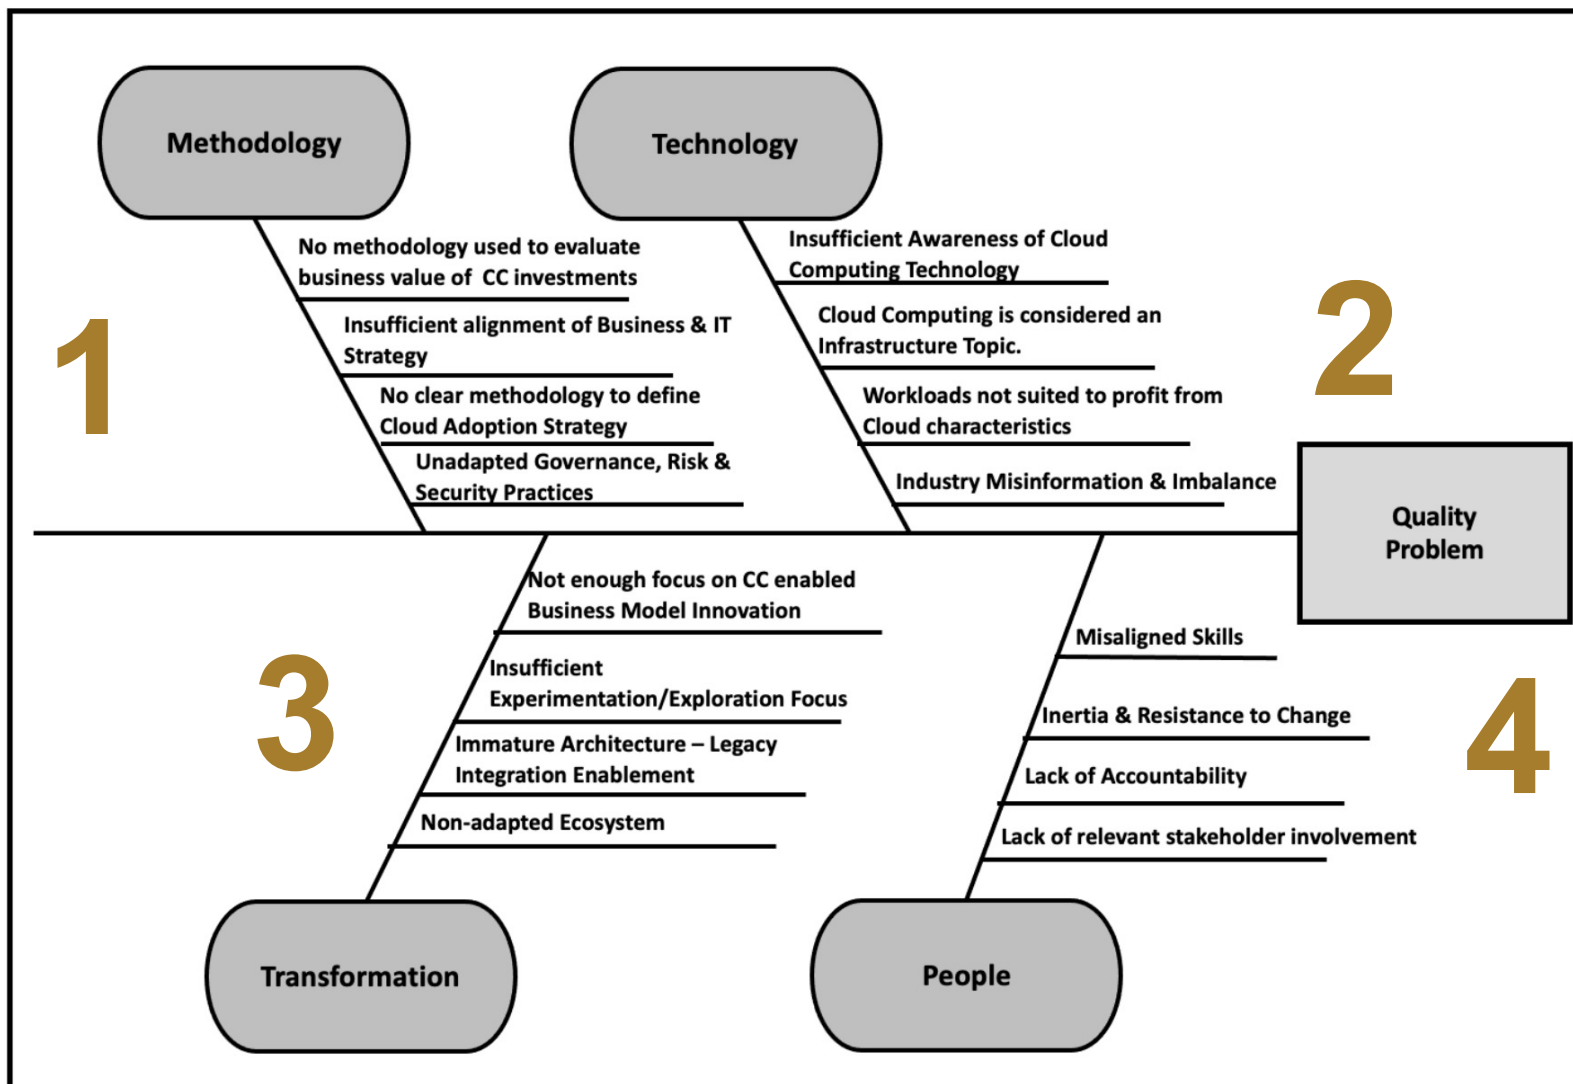 Methodology
Technology
No methodology used to evaluate
business value of CC investments
Insufficient alignment of Business & IT
Strategy
No clear methodology to define
Cloud Adoption Strategy
Unadapted Governance, Risk &
Security Practices
1
Insufficient Awareness of Cloud
Computing Technology
Cloud Computing is considered an
Infrastructure Topic.
Workloads not suited to profit from
Cloud characteristics
Industry Misinformation & Imbalance
2
Quality
Problem
Not enough focus on CC enabled
Business Model Innovation
Insufficient
Experimentation/Exploration Focus
Immature Architecture – Legacy
Integration Enablement
Non-adapted Ecosystem
3
Transformation
Misaligned Skills
Inertia & Resistance to Change
Lack of Accountability
Lack of relevant stakeholder involvement
4
People